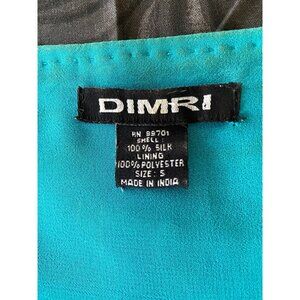 DIMRI
RN 99701
SHELL:
100% SILK
LINING
100% POLYESTER
SIZE: S
MADE IN INDIA